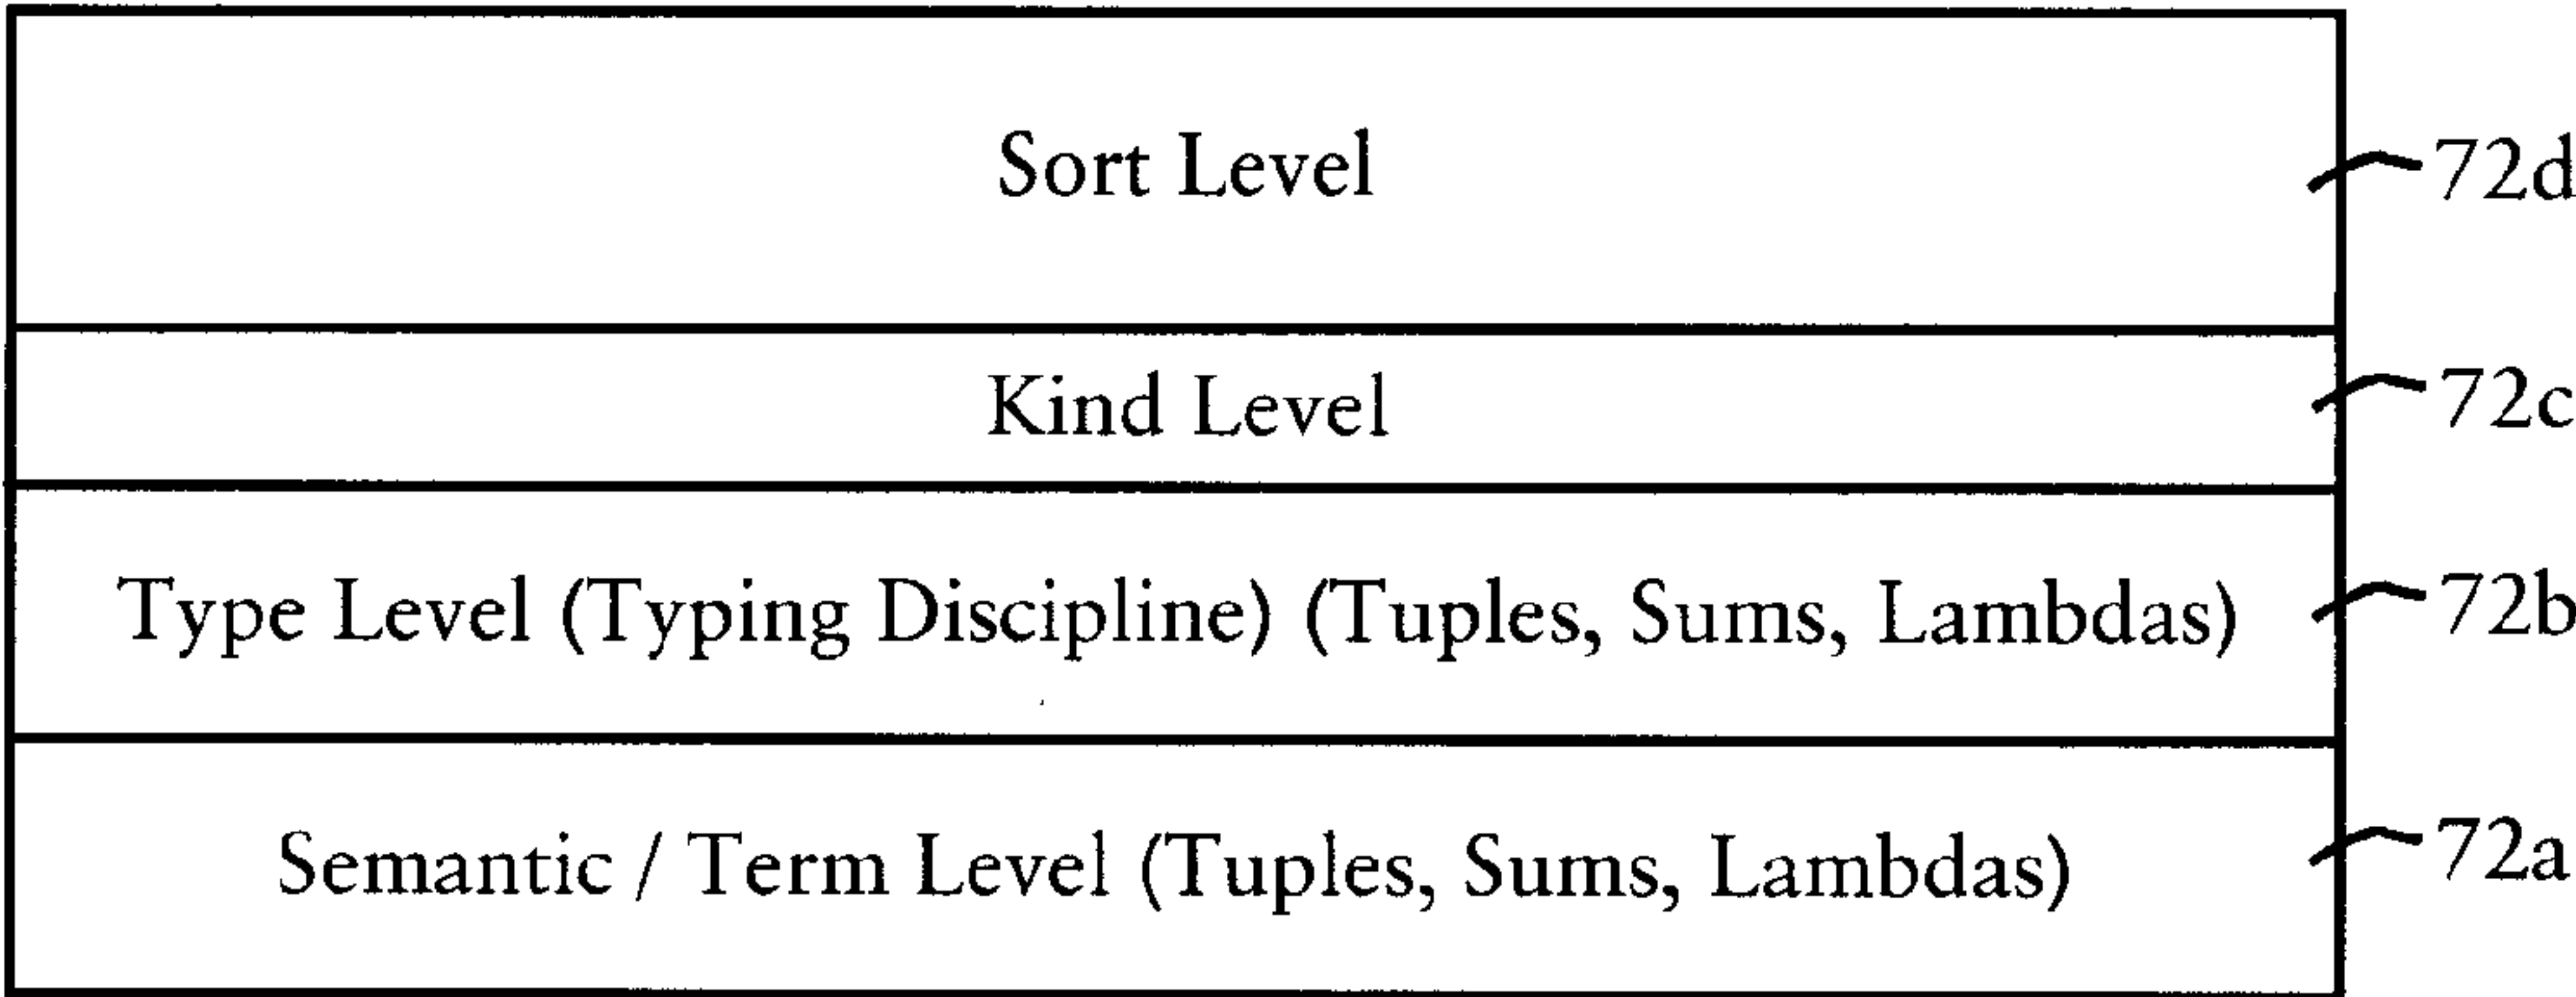 Sort Level
72d
Kind Level
72c
Type Level (Typing Discipline) (Tuples, Sums, Lambdas)
72b
Semantic / Term Level (Tuples, Sums, Lambdas)
72a